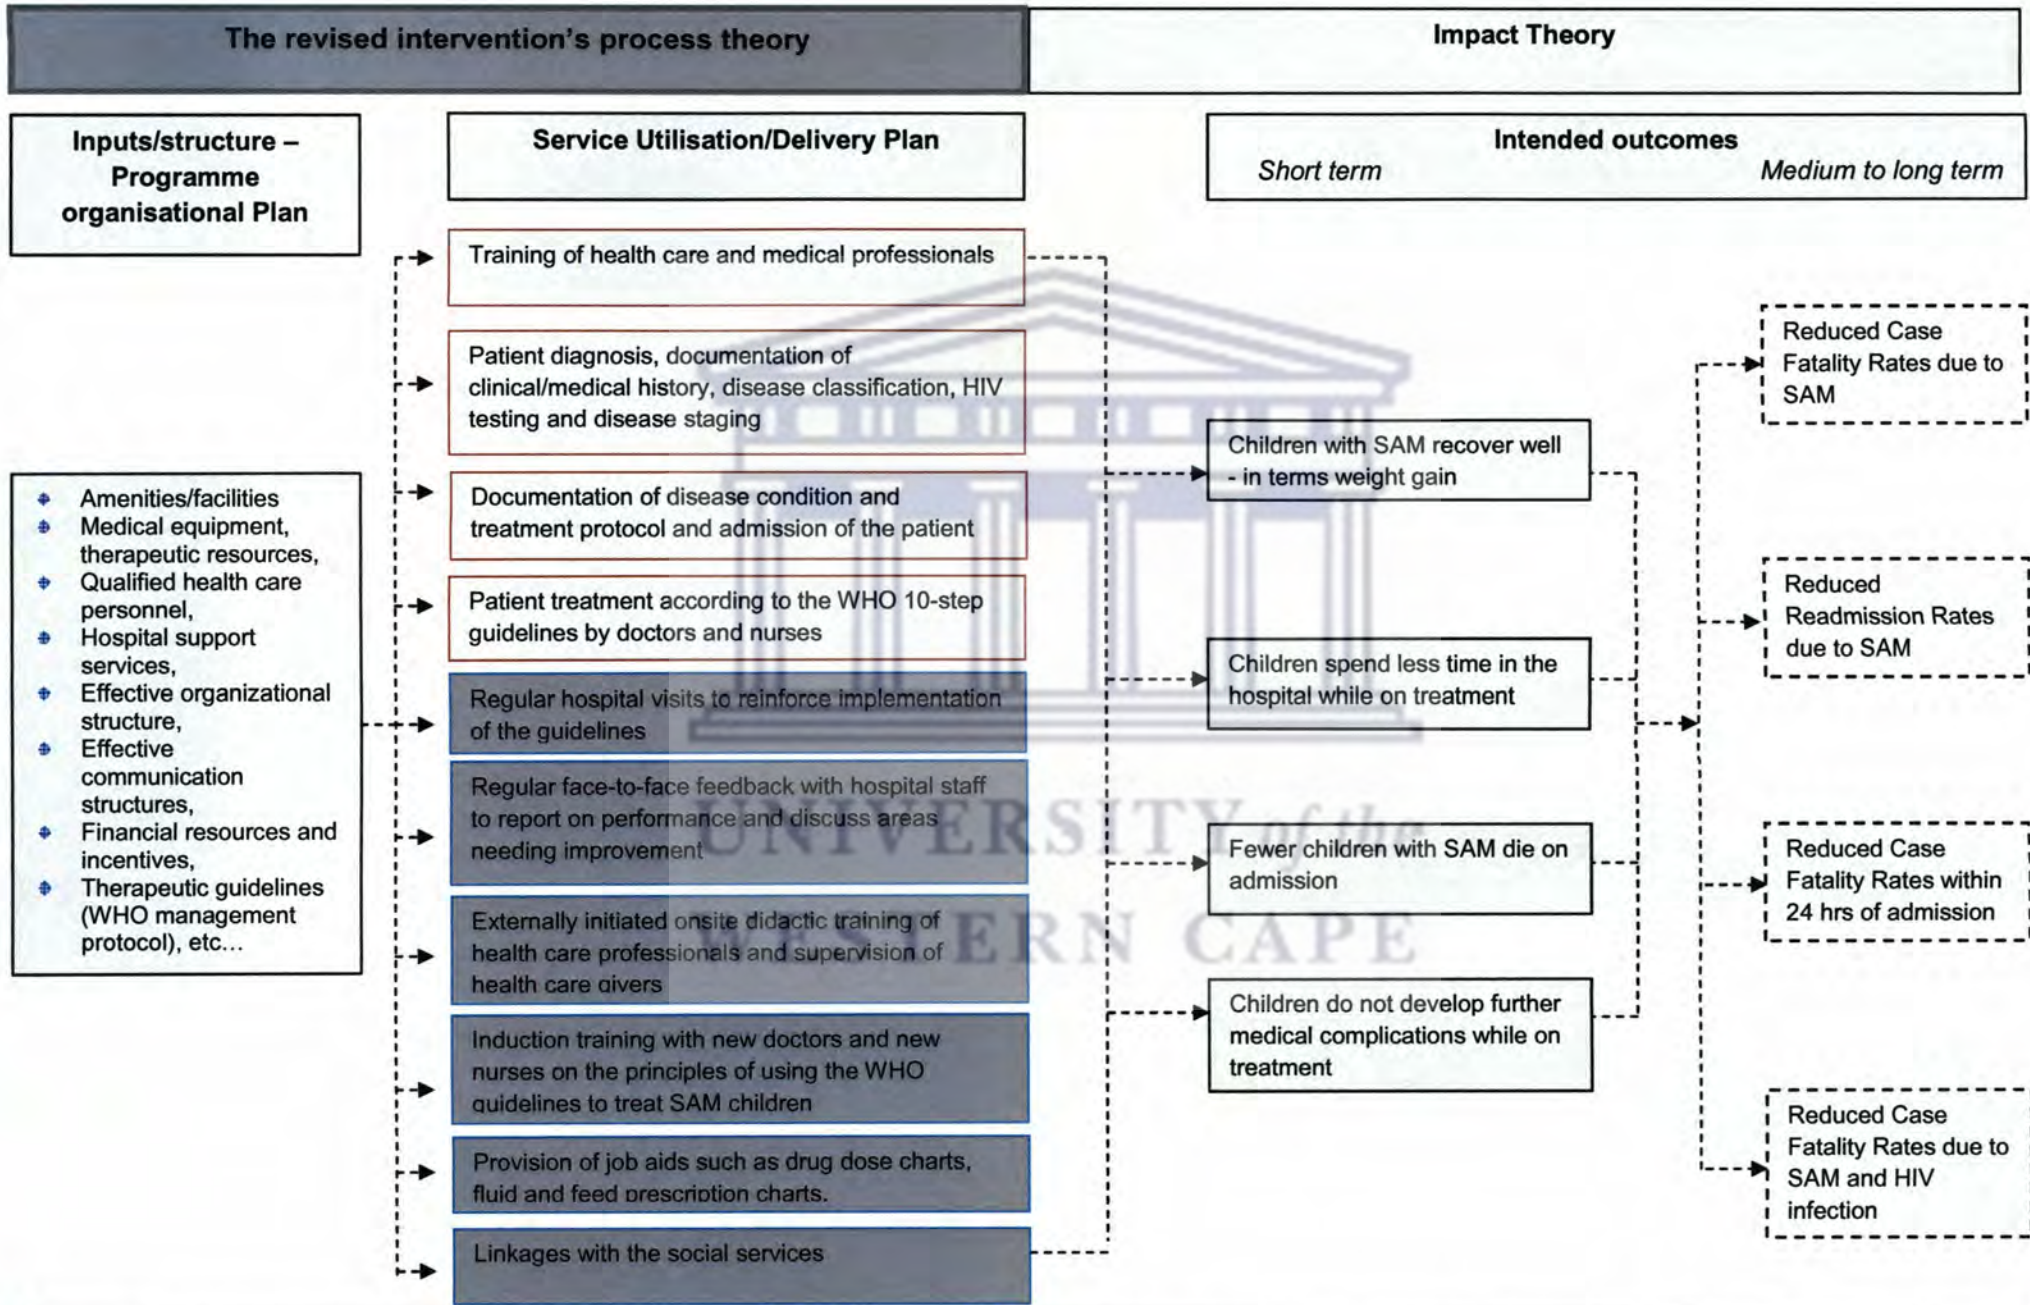 The revised intervention's process theory
Impact Theory
Inputs/structure –
Programme
organisational Plan
Service Utilisation/Delivery Plan
Intended outcomes
Short term
Medium to long term
Amenities/facilities
Medical equipment,
therapeutic resources,
Qualified health care
personnel,
Hospital support
services,
Effective organizational
structure,
Effective
communication
structures,
Financial resources and
incentives,
Therapeutic guidelines
(WHO management
protocol), etc...
Training of health care and medical professionals
Patient diagnosis, documentation of
clinical/medical history, disease classification, HIV
testing and disease staging
Documentation of disease condition and
treatment protocol and admission of the patient
Patient treatment according to the WHO 10-step
guidelines by doctors and nurses
Regular hospital visits to reinforce implementation
of the guidelines
Regular face-to-face feedback with hospital staff
to report on performance and discuss areas
needing improvement
Externally initiated onsite didactic training of
health care professionals and supervision of
health care givers
Induction training with new doctors and new
nurses on the principles of using the WHO
guidelines to treat SAM children
Provision of job aids such as drug dose charts,
fluid and feed prescription charts.
Linkages with the social services
Children with SAM recover well
- in terms weight gain
Children spend less time in the
hospital while on treatment
Fewer children with SAM die on
admission
Children do not develop further
medical complications while on
treatment
Reduced Case
Fatality Rates due to
SAM
Reduced
Readmission Rates
due to SAM
Reduced Case
Fatality Rates within
24 hrs of admission
Reduced Case
Fatality Rates due to
SAM and HIV
infection
UNIVERSITY of the
WESTERN CAPE